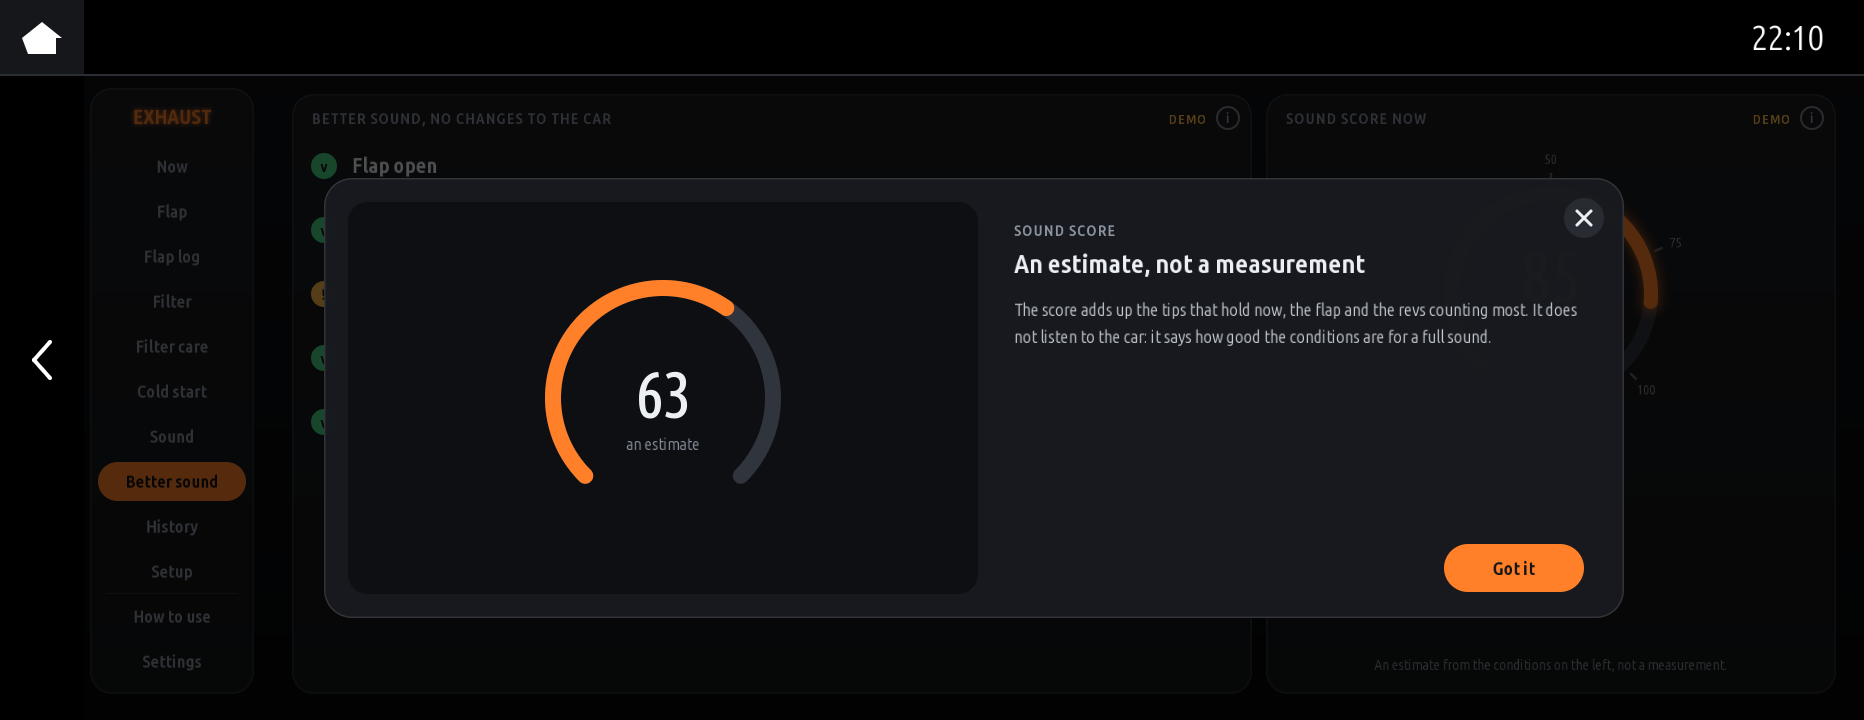 22:10
EXHAUST
Now
Flap
Flap log
Filter
Filter care
Cold start
Sound
Better sound
History
Setup
How to use
Settings
BETTER SOUND, NO CHANGES TO THE CAR
DEMO i
v Flap open
SOUND SCORE NOW
DEMO i
50
75
85
100
An estimate from the conditions on the left, not a measurement.
63
an estimate
SOUND SCORE
An estimate, not a measurement
The score adds up the tips that hold now, the flap and the revs counting most. It does
not listen to the car: it says how good the conditions are for a full sound.
Got it